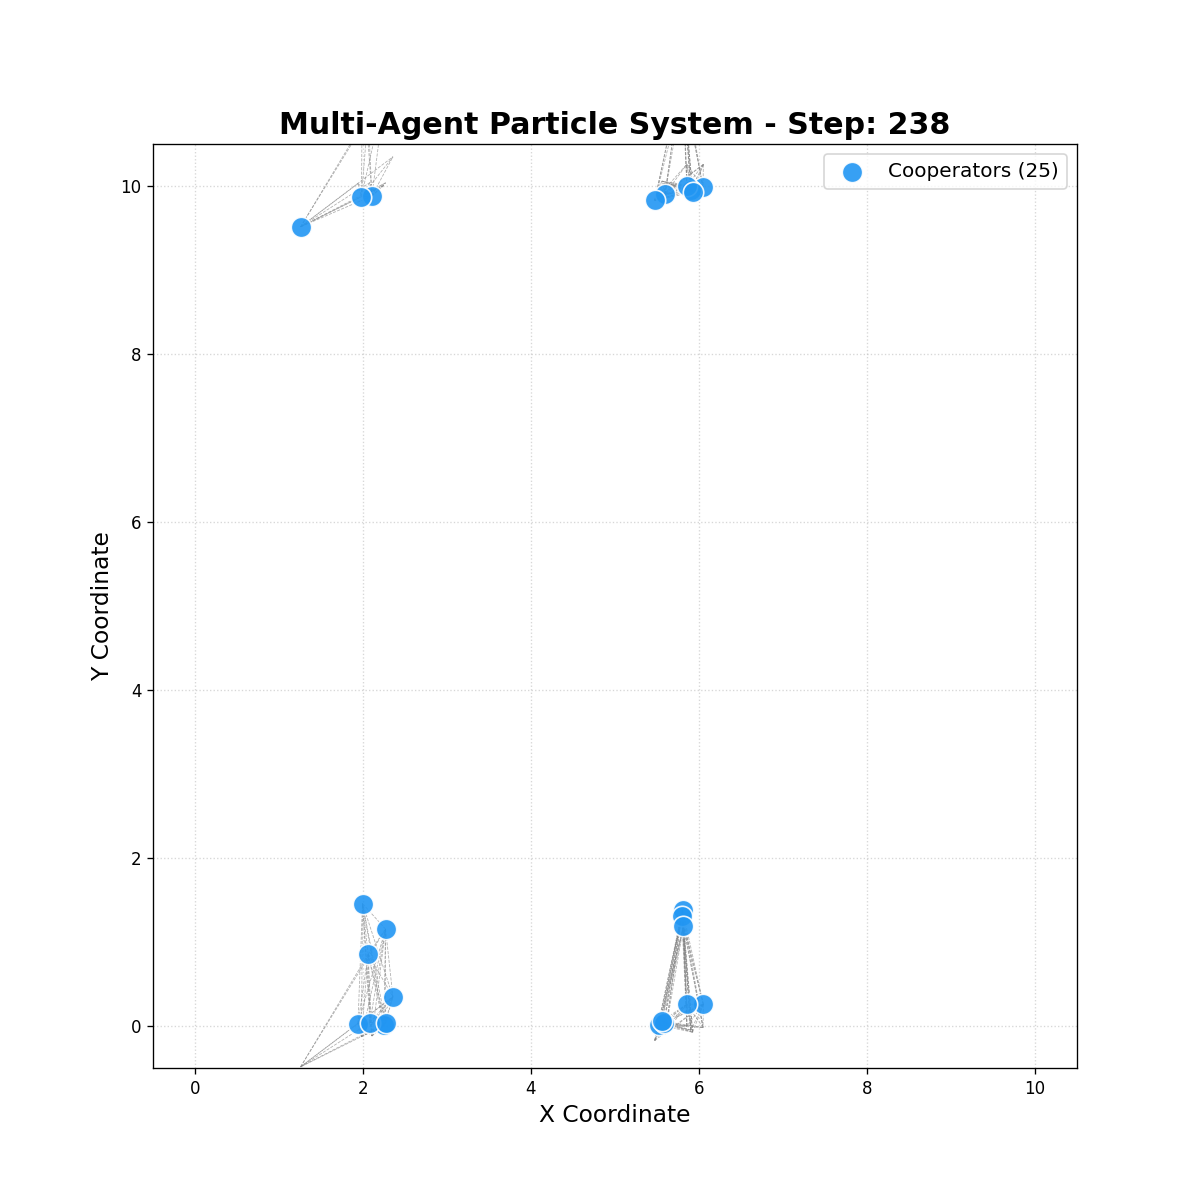 Multi-Agent Particle System - Step: 238
Cooperators (25)
10
8
6
4
2
0
Y Coordinate
0 2 4 6 8 10
X Coordinate